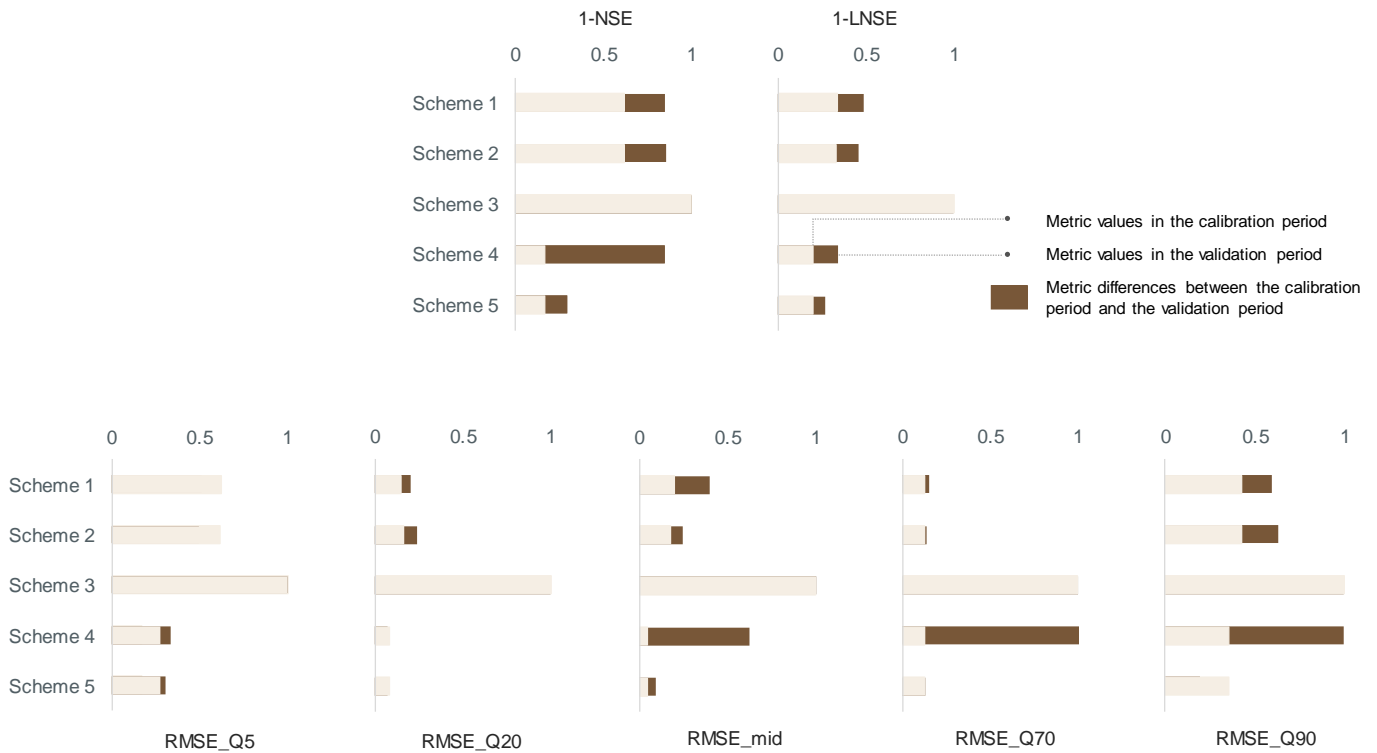 1-NSE
1-LNSE
0 0.5 1
0 0.5 1
Scheme 1
Scheme 2
Scheme 3
Scheme 4
Scheme 5
Metric values in the calibration period
Metric values in the validation period
Metric differences between the calibration
period and the validation period
0 0.5 1
0 0.5 1
0 0.5 1
0 0.5 1
0 0.5 1
Scheme 1
Scheme 2
Scheme 3
Scheme 4
Scheme 5
RMSE_Q5
RMSE_Q20
RMSE_mid
RMSE_Q70
RMSE_Q90